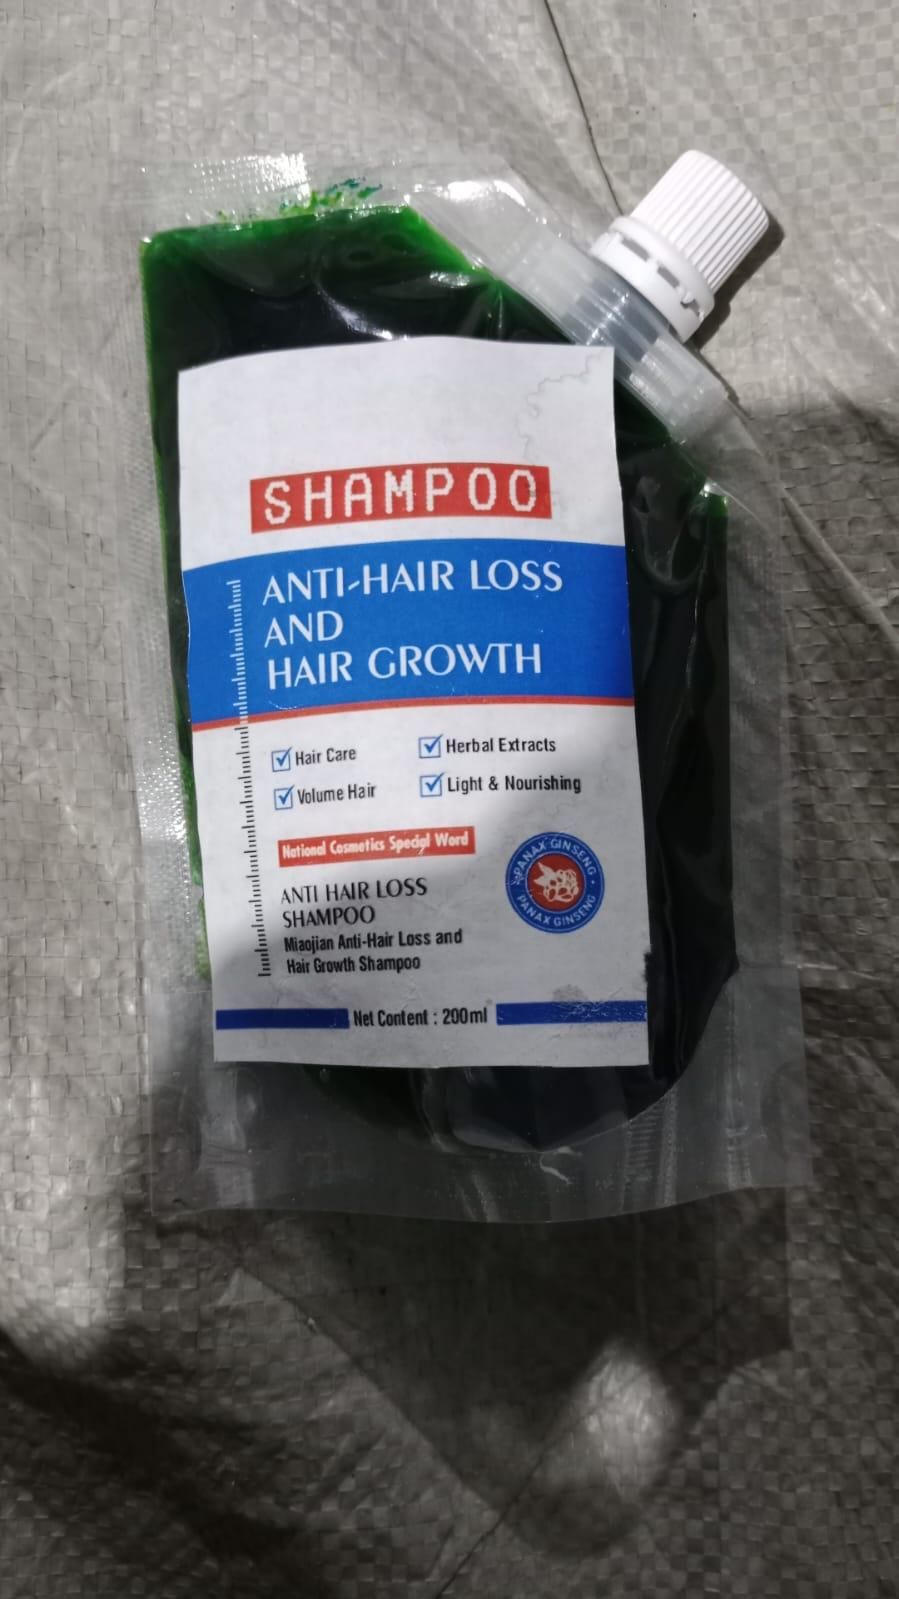 SHAMPOO
ANTI-HAIR LOSS
AND
HAIR GROWTH
Hair Care
Herbal Extracts
Volume Hair
Light & Nourishing
National Cosmetics Special Word
PANAX GINSENG
PANAX GINSENG
ANTI HAIR LOSS
SHAMPOO
Miaojian Anti-Hair Loss and
Hair Growth Shampoo
Net Content : 200ml